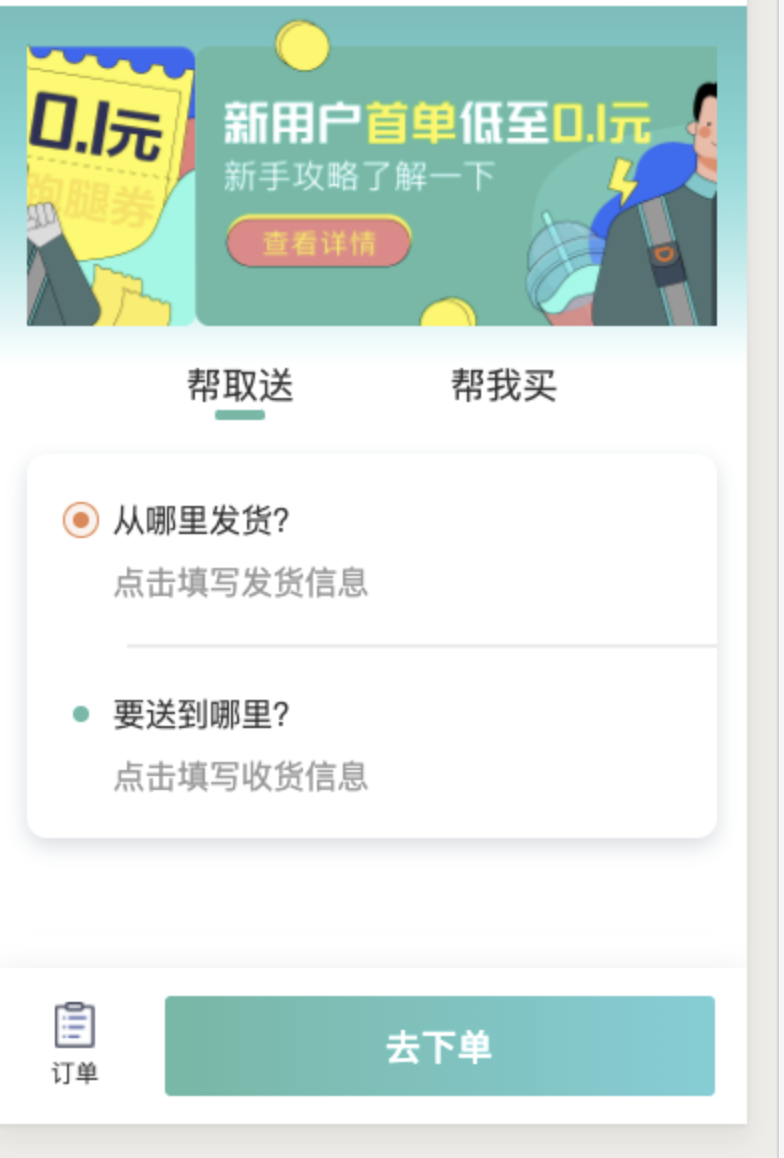 0.1元
跑腿券
新用户首单低至0.1元
新手攻略了解一下
查看详情
帮取送
帮我买
从哪里发货?
点击填写发货信息
要送到哪里?
点击填写收货信息
订单
去下单